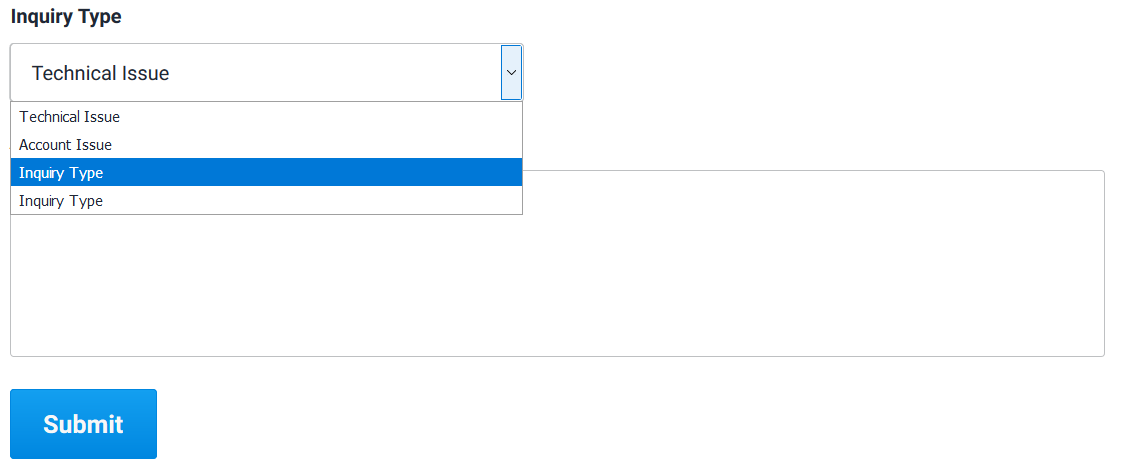 Inquiry Type
Technical Issue
Technical Issue
Account Issue
Inquiry Type
Inquiry Type
Submit